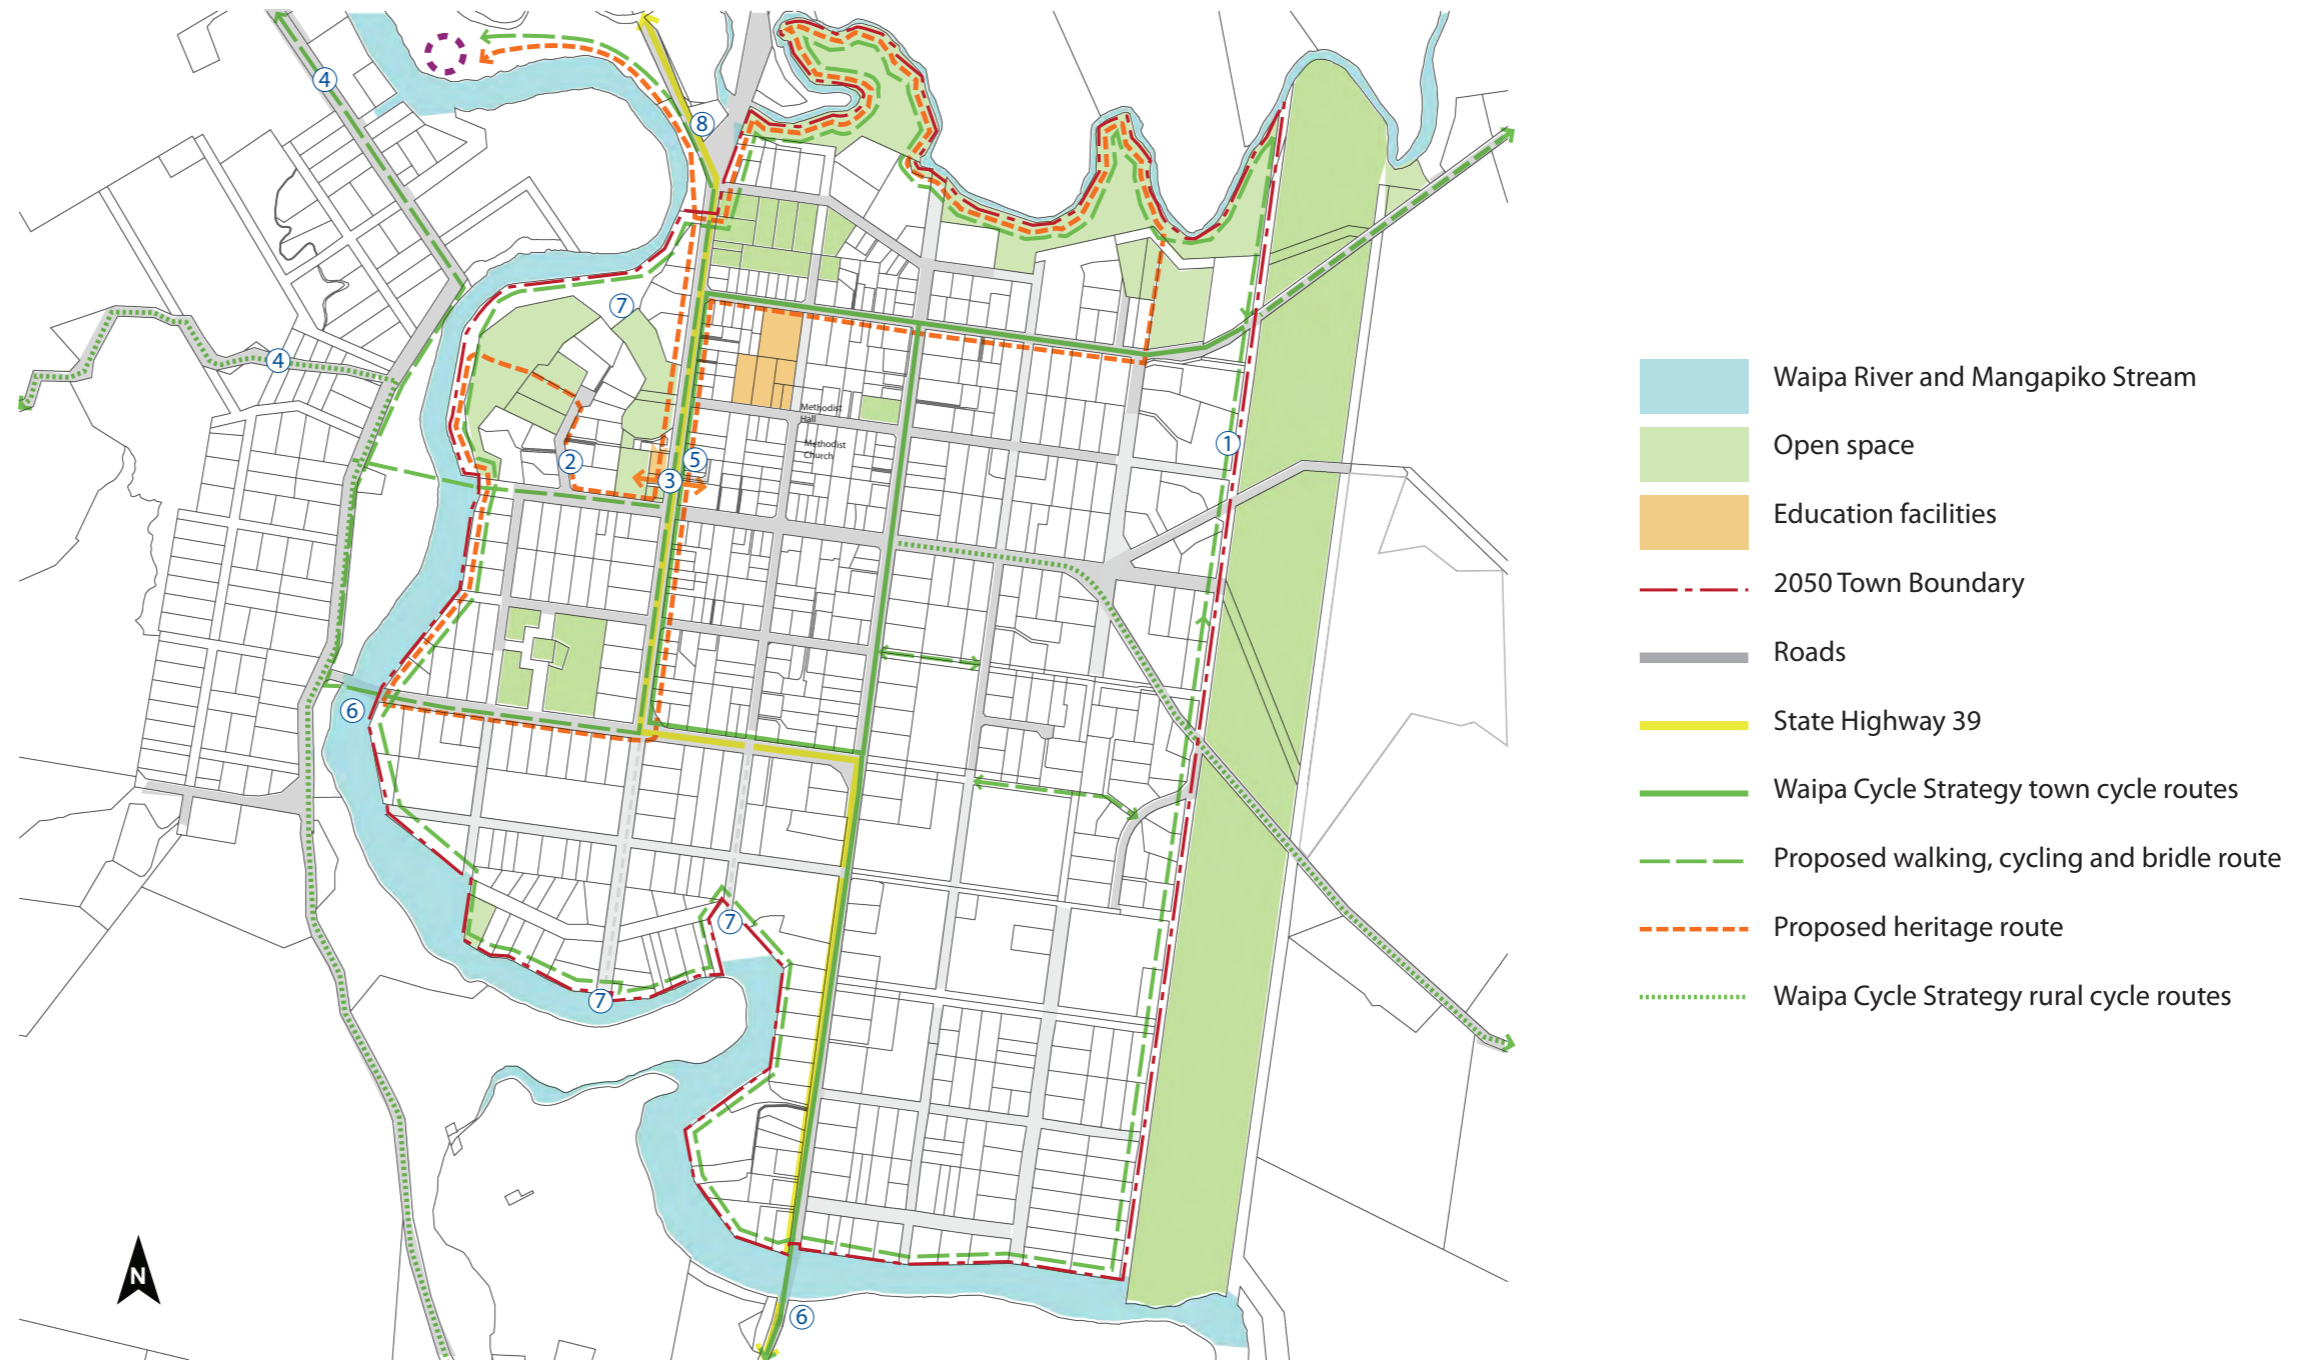 4
8
7
4
Methodist
Hall
Methodist
Church
1
2
5
3
6
7
7
6
N
Waipa River and Mangapiko Stream
Open space
Education facilities
2050 Town Boundary
Roads
State Highway 39
Waipa Cycle Strategy town cycle routes
Proposed walking, cycling and bridle route
Proposed heritage route
Waipa Cycle Strategy rural cycle routes